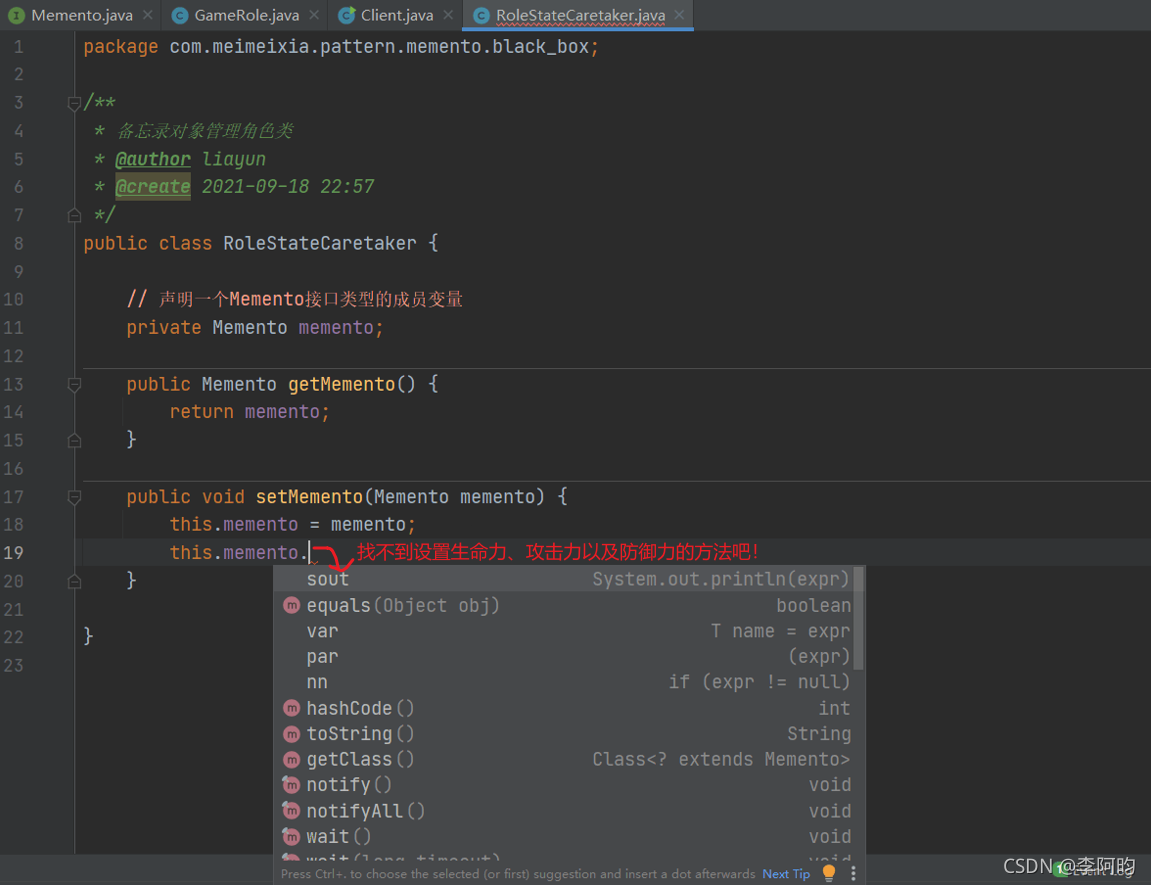 Memento.java
GameRole.java
Client.java
RoleStateCaretaker.java
1 package com.meimeixia.pattern.memento.black_box;
2
3 /**
4 * 备忘录对象管理角色类
5 * @author liayun
6 * @create 2021-09-18 22:57
7 */
8 public class RoleStateCaretaker {
9
10 // 声明一个Memento接口类型的成员变量
11 private Memento memento;
12
13 public Memento getMemento() {
14 return memento;
15 }
16
17 public void setMemento(Memento memento) {
18 this.memento = memento;
19 this.memento. 找不到设置生命力、攻击力以及防御力的方法吧!
20 }
21
22 }
23
sout System.out.println(expr)
m equals(Object obj) boolean
var T name = expr
par (expr)
nn if (expr != null)
m hashCode() int
m toString() String
m getClass() Class<? extends Memento>
m notify() void
m notifyAll() void
m wait() void
m wait(long timeout) void
Press Ctrl+. to choose the selected (or first) suggestion and insert a dot afterwards Next Tip
CSDN @李阿昀